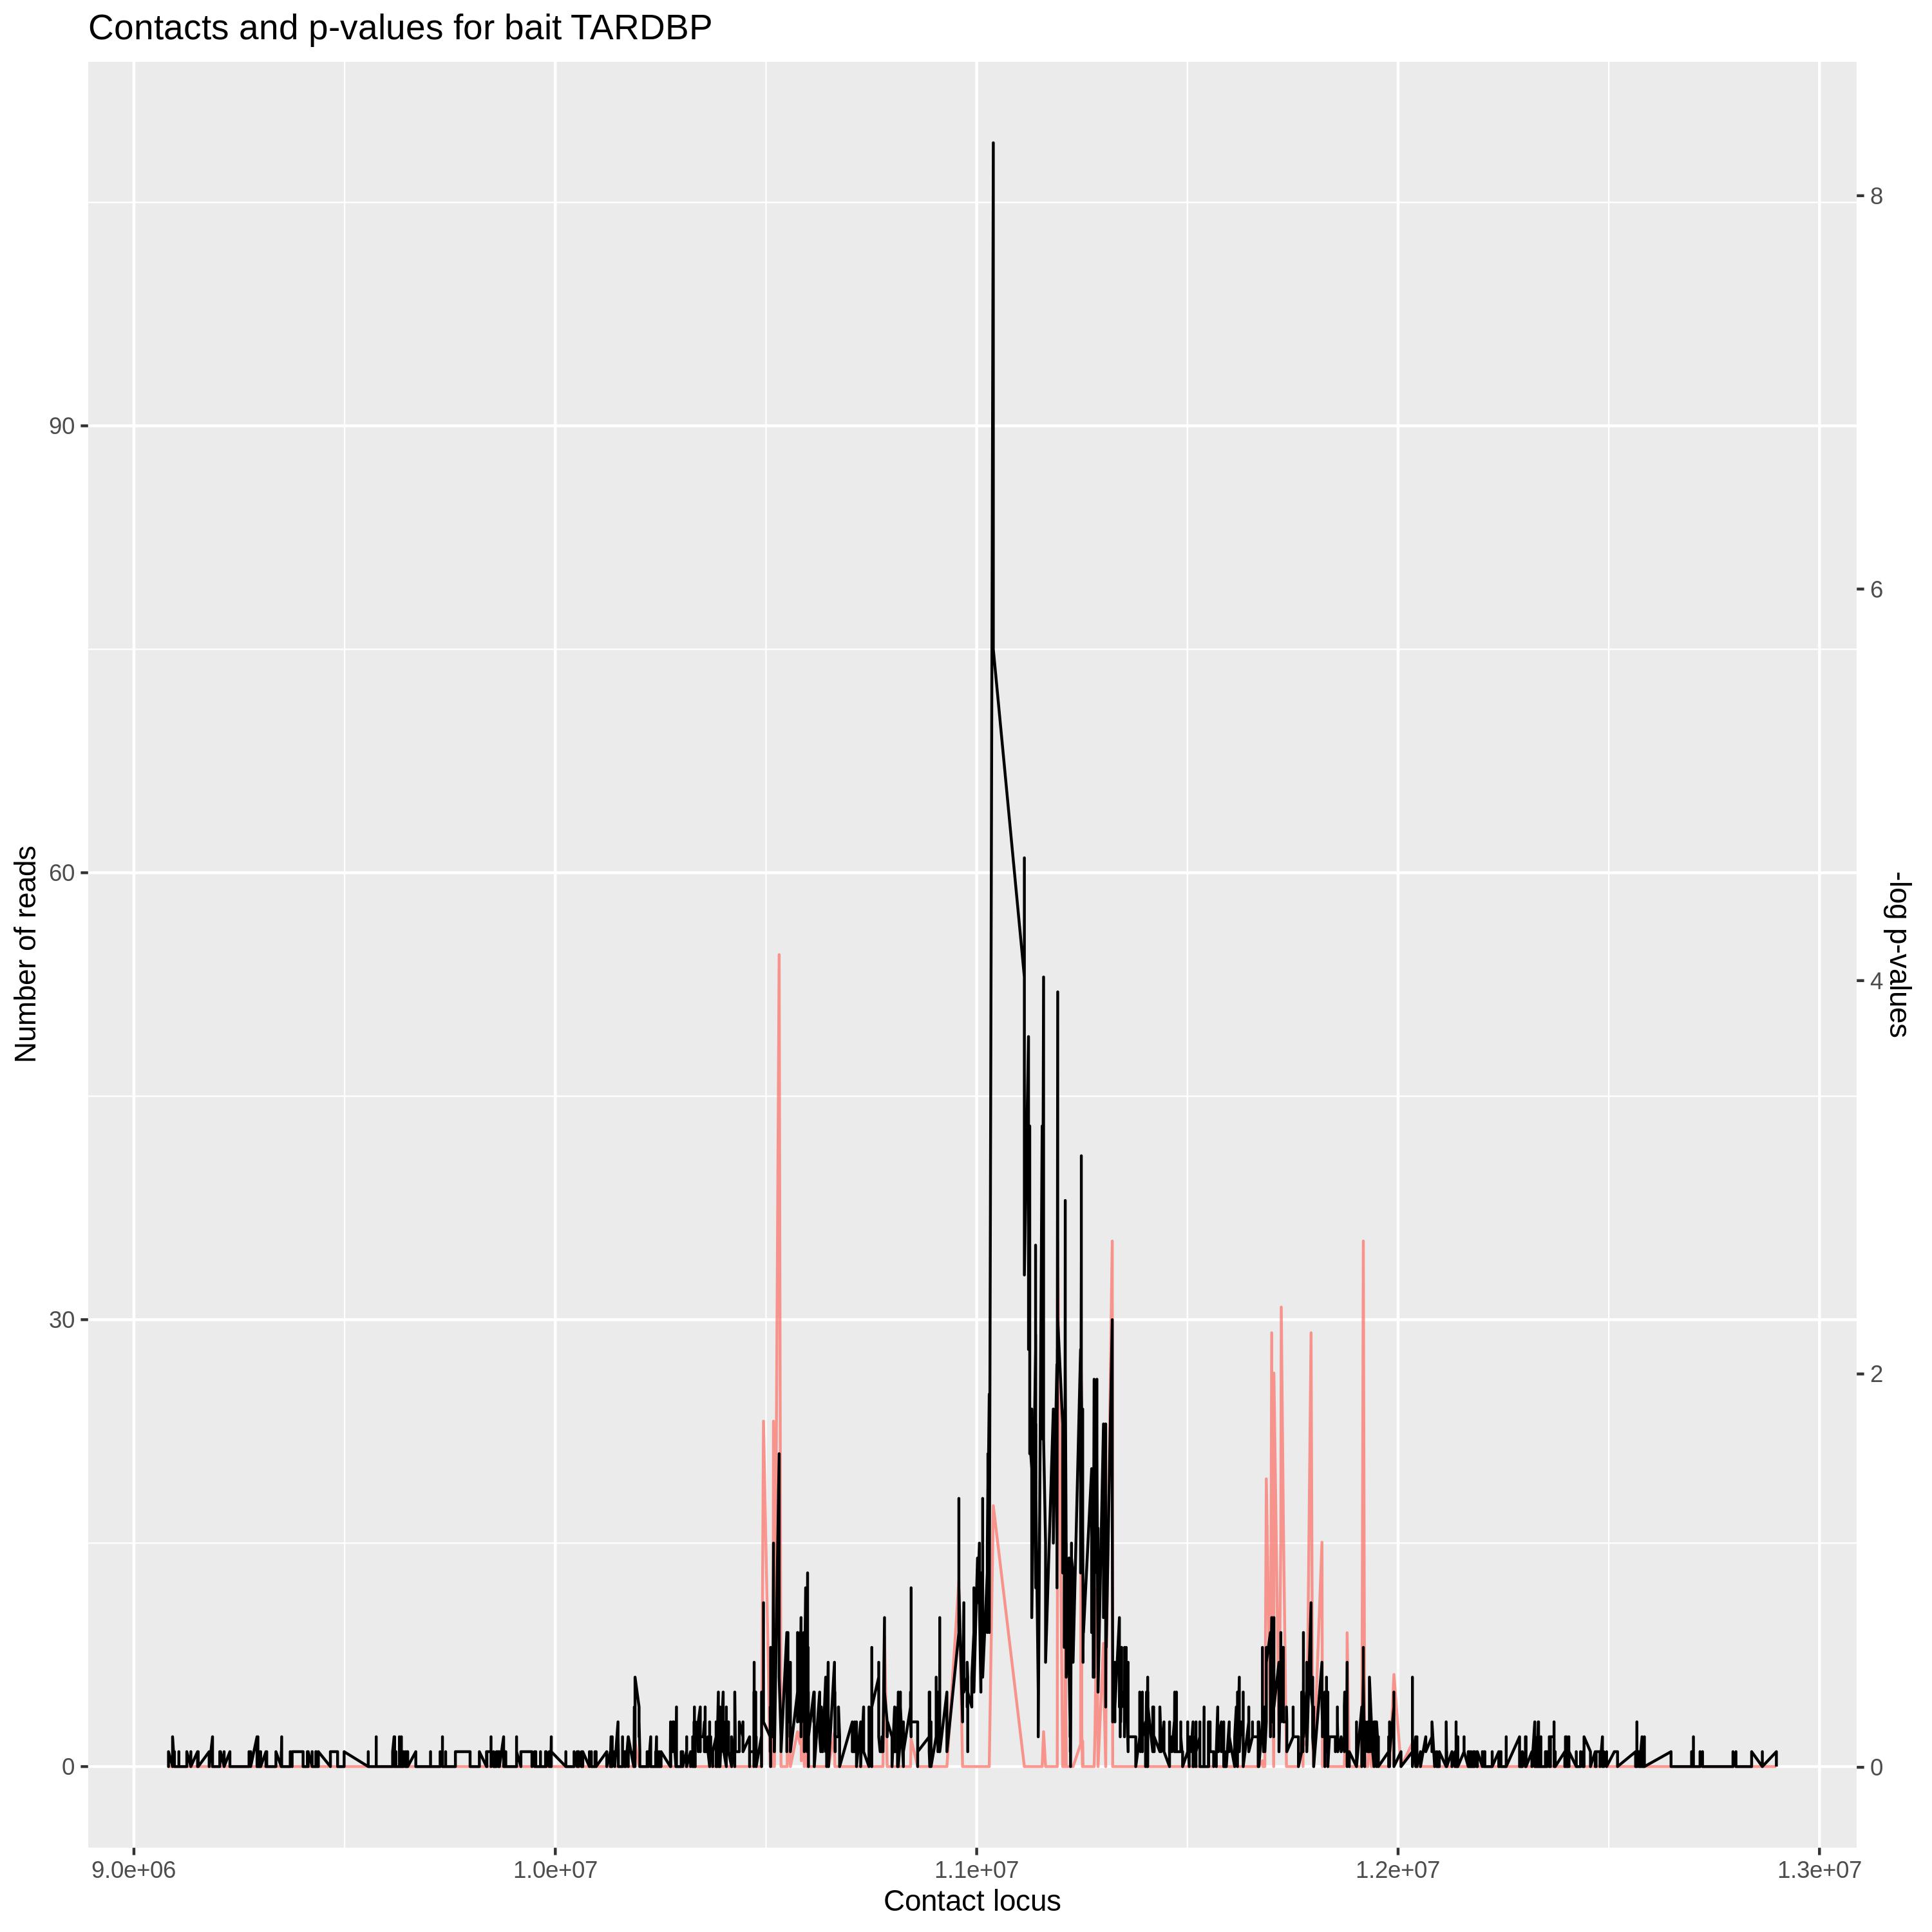 Contacts and p-values for bait TARDBP
90
60
30
0
Number of reads
8
6
4
2
0
-log p-values
9.0e+06 1.0e+07 1.1e+07 1.2e+07 1.3e+07
Contact locus